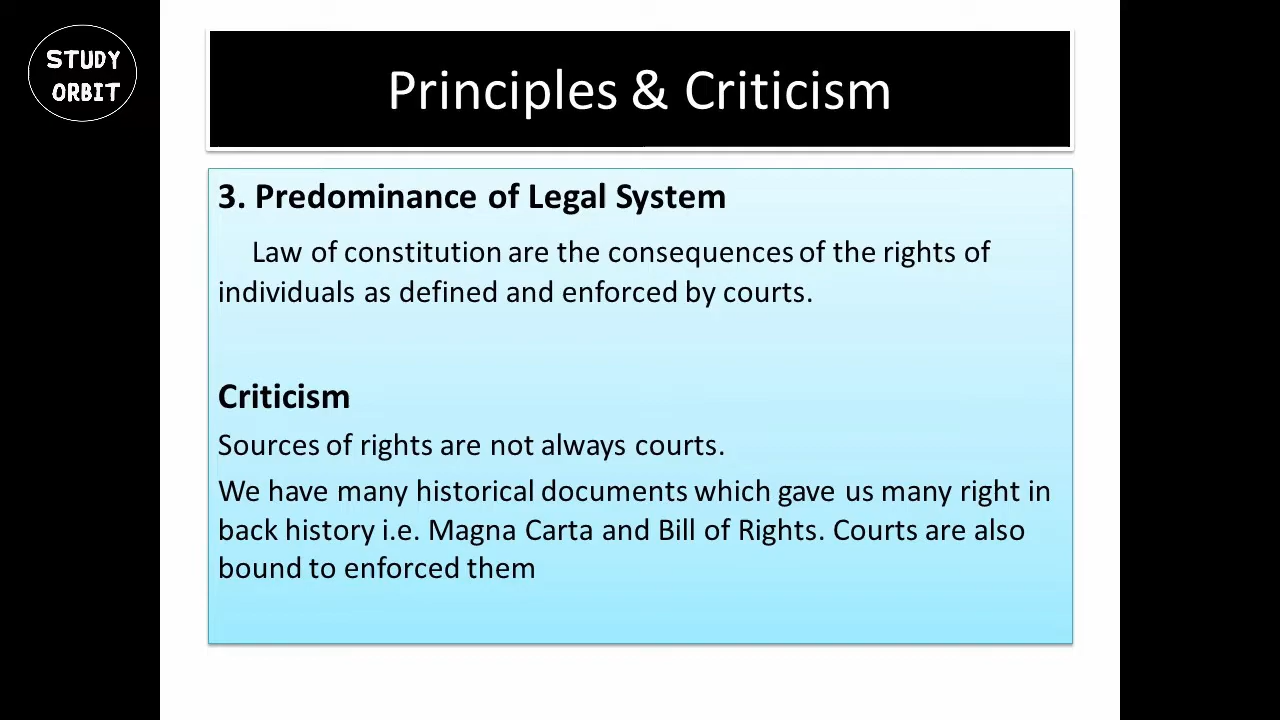 STUDY
ORBIT
Principles & Criticism
3. Predominance of Legal System
Law of constitution are the consequences of the rights of
individuals as defined and enforced by courts.
Criticism
Sources of rights are not always courts.
We have many historical documents which gave us many right in
back history i.e. Magna Carta and Bill of Rights. Courts are also
bound to enforced them